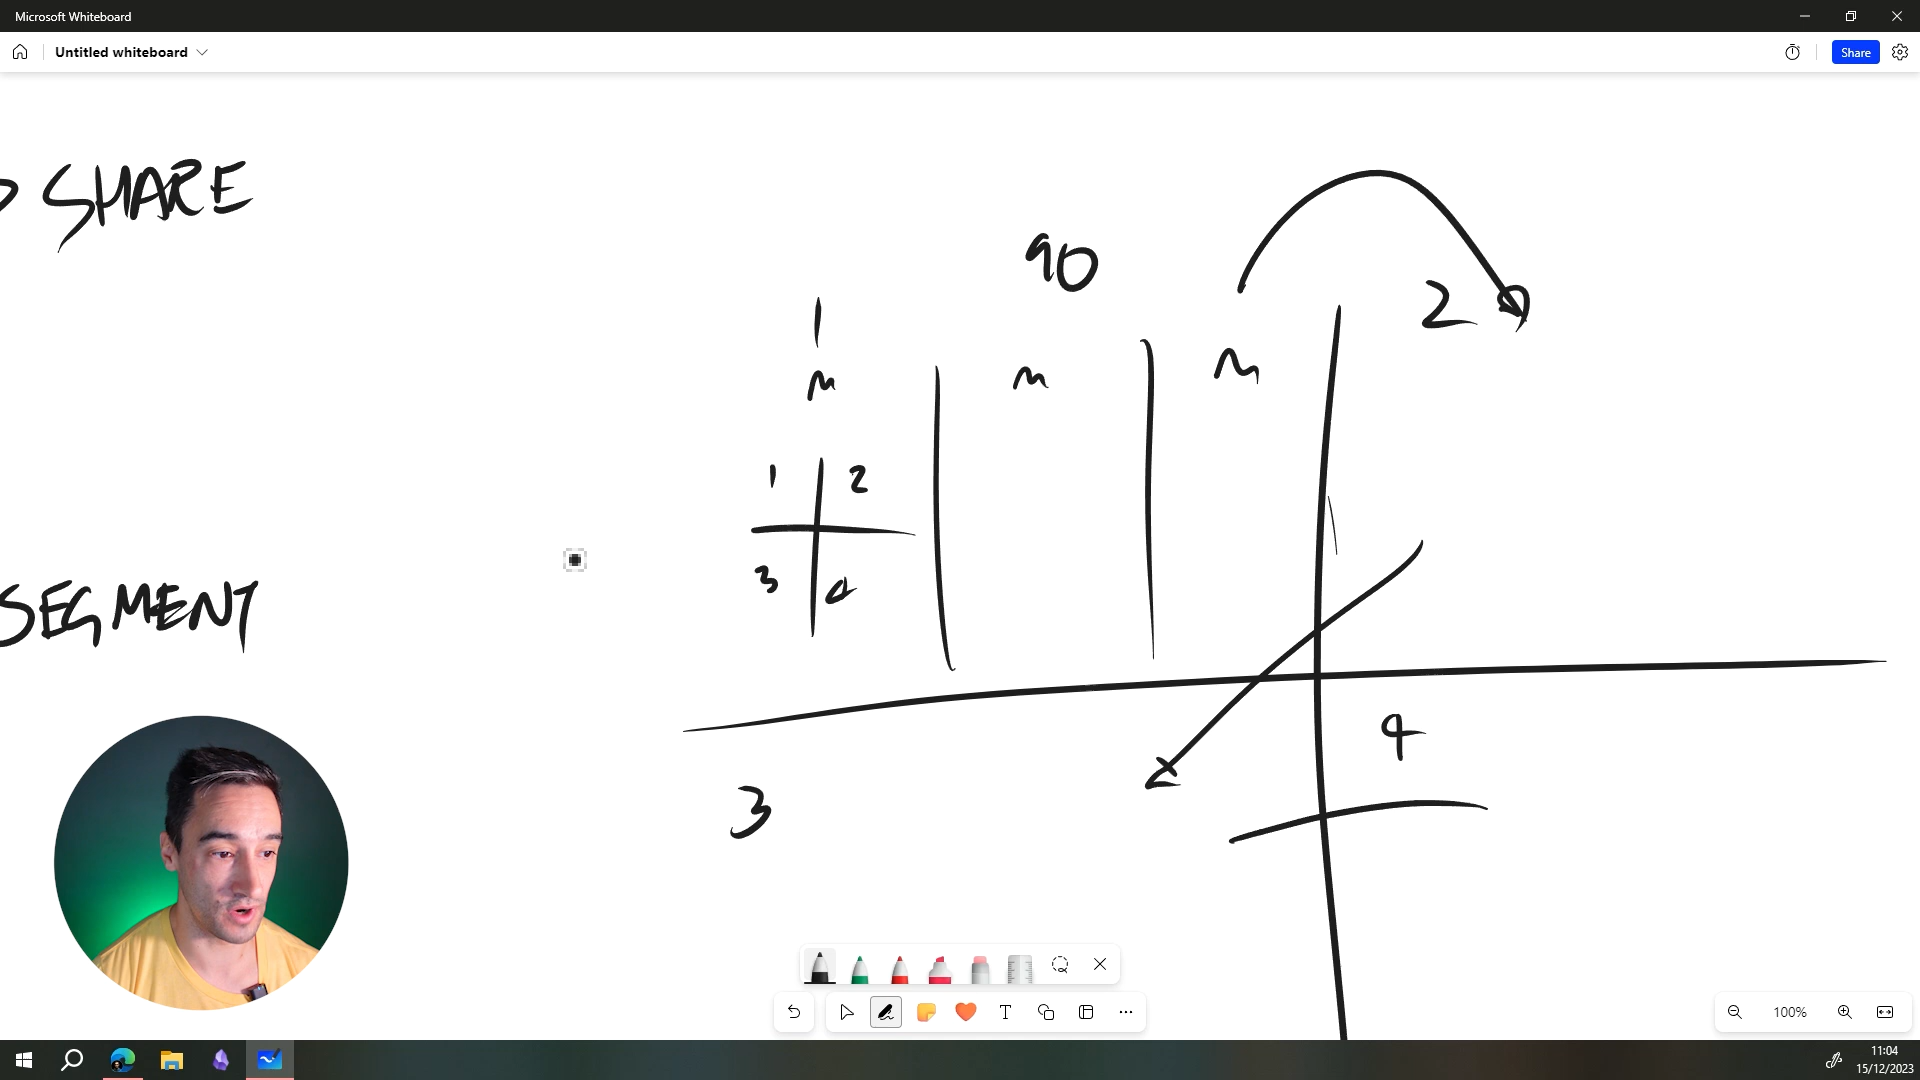 Microsoft Whiteboard
Untitled whiteboard
Share
SHARE
90
1
2
m
m
m
1 2
3 4
SEGMENT
4
3
100%
11:04
15/12/2023